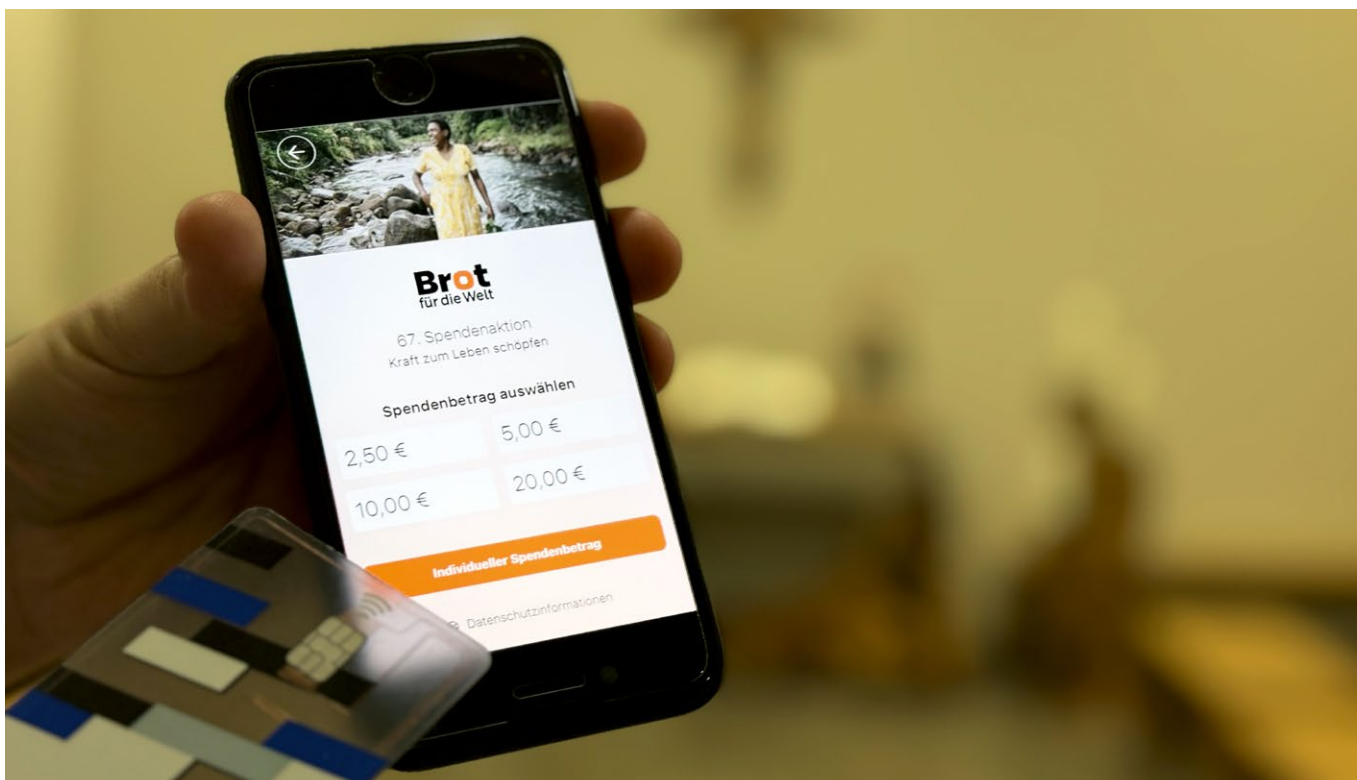 Brot
für die Welt
67. Spendenaktion
Kraft zum Leben schöpfen
Spendenbetrag auswählen
2,50 €
5,00 €
10,00 €
20,00 €
Individueller Spendenbetrag
Datenschutzinformationen